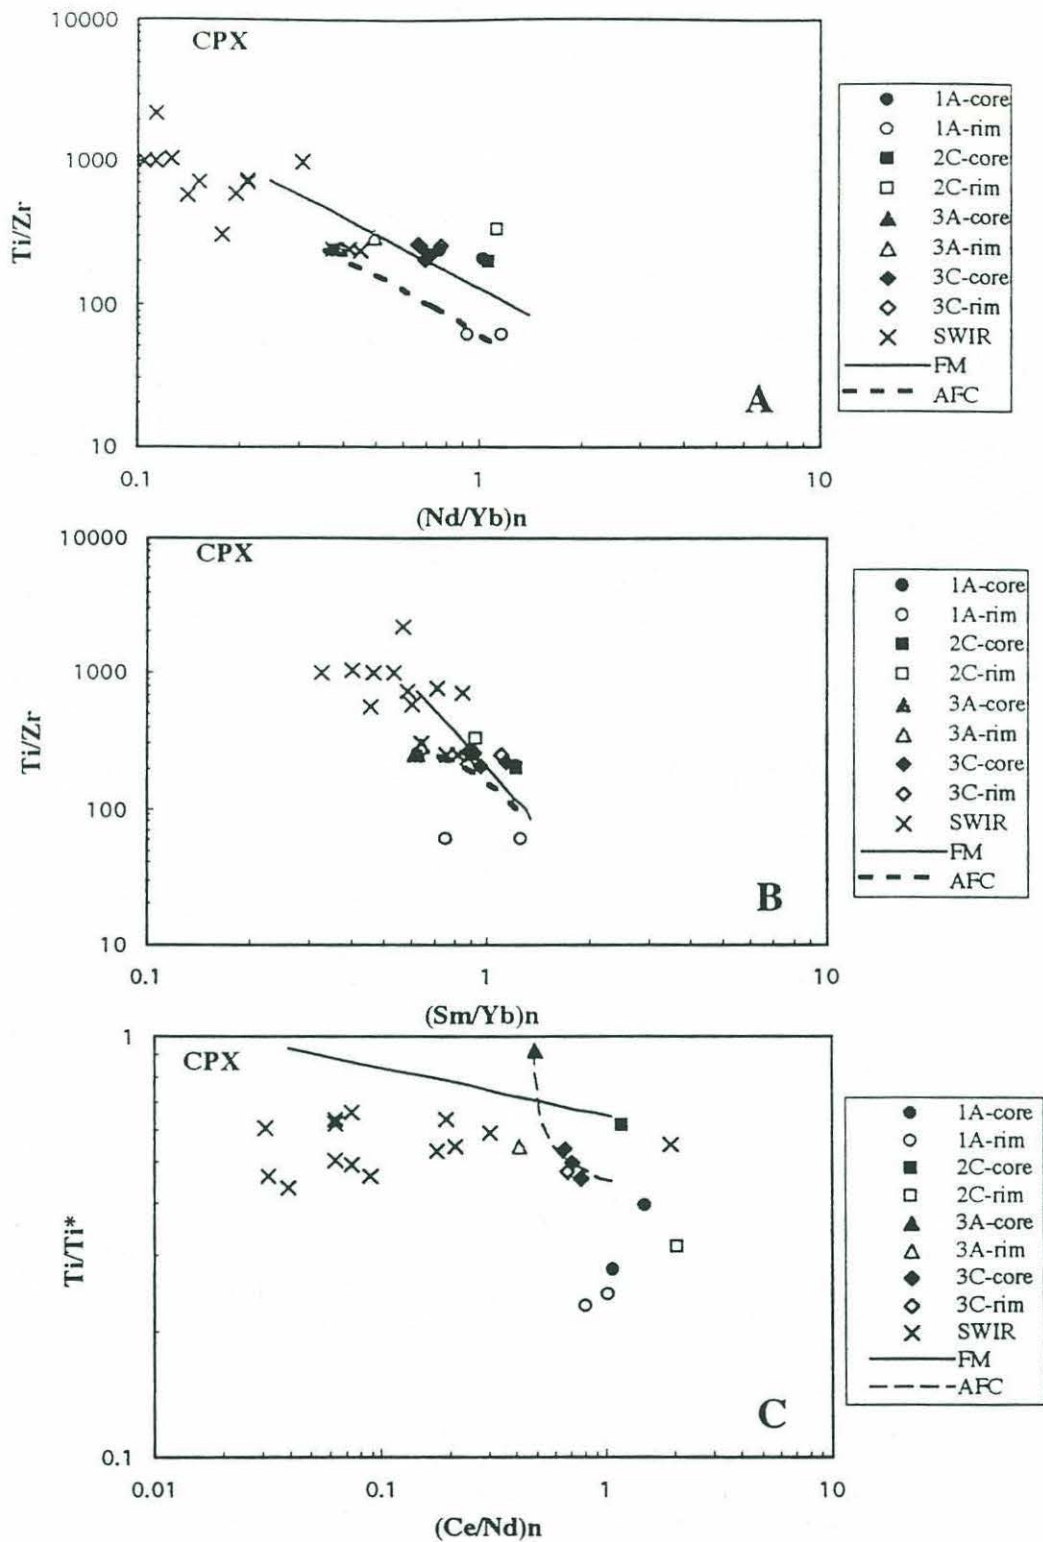 CPX
10000
1000
100
10
Ti/Zr
0.1
1
10
(Nd/Yb)n
A
1A-core
1A-rim
2C-core
2C-rim
3A-core
3A-rim
3C-core
3C-rim
SWIR
FM
AFC
CPX
10000
1000
100
10
Ti/Zr
0.1
1
10
(Sm/Yb)n
B
1A-core
1A-rim
2C-core
2C-rim
3A-core
3A-rim
3C-core
3C-rim
SWIR
FM
AFC
CPX
1
0.1
Ti/Ti*
0.01
0.1
1
10
(Ce/Nd)n
C
1A-core
1A-rim
2C-core
2C-rim
3A-core
3A-rim
3C-core
3C-rim
SWIR
FM
AFC